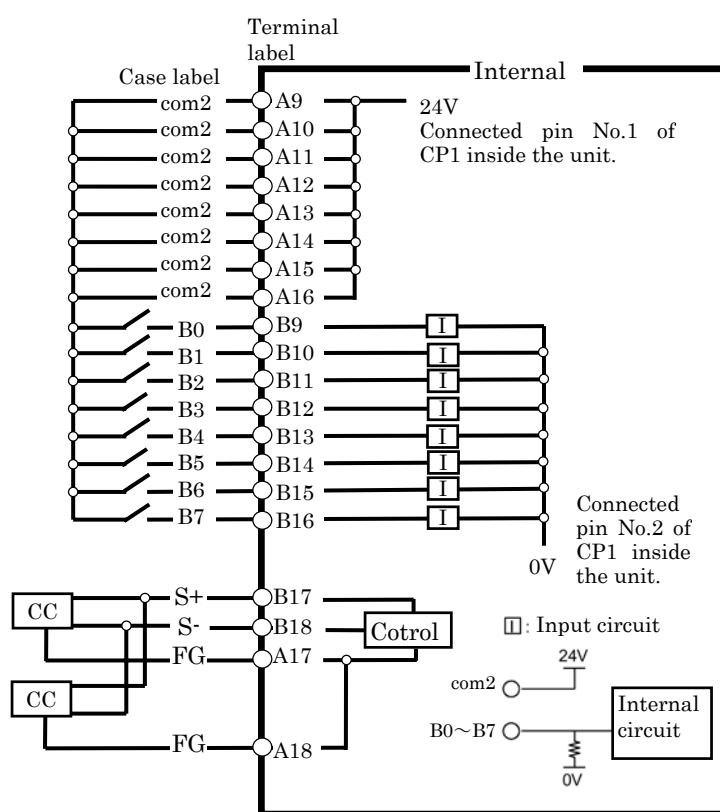 Terminal
label
Case label
Internal
com2 A9
com2 A10
com2 A11
com2 A12
com2 A13
com2 A14
com2 A15
com2 A16
24V
Connected pin No.1 of
CP1 inside the unit.
B0 B9 I
B1 B10 I
B2 B11 I
B3 B12 I
B4 B13 I
B5 B14 I
B6 B15 I
B7 B16 I
0V
Connected
pin No.2 of
CP1 inside
the unit.
CC S+ B17
S- B18 Cotrol
FG A17
CC
FG A18
I : Input circuit
24V
com2
B0～B7
Internal
circuit
0V